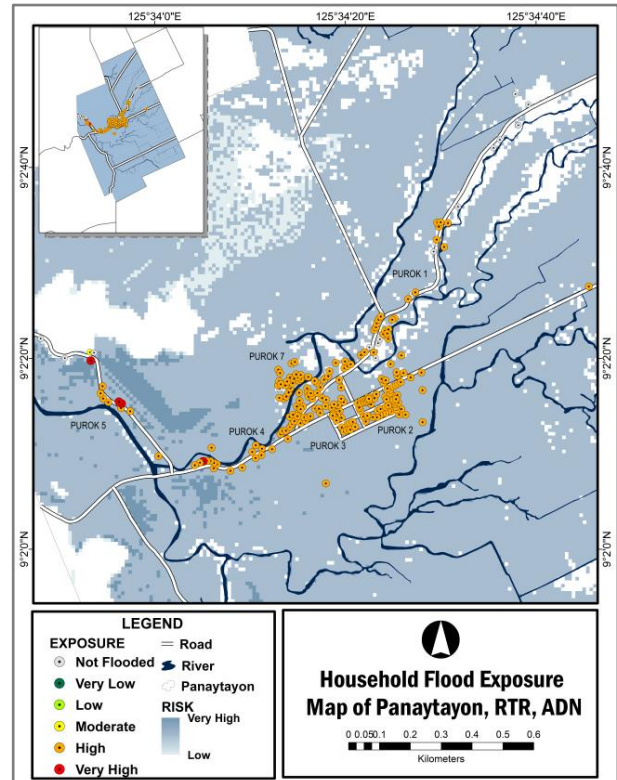 125°34'0"E
125°34'20"E
125°34'40"E
9°2'40"N
9°2'40"N
PUROK 1
9°2'20"N
9°2'20"N
PUROK 7
PUROK 5
PUROK 4
PUROK 3
PUROK 2
9°2'0"N
9°2'0"N
LEGEND
EXPOSURE
Not Flooded
Very Low
Low
Moderate
High
Very High
Road
River
Panaytayon
RISK
Very High
Low
Household Flood Exposure
Map of Panaytayon, RTR, ADN
0 0.05 0.1 0.2 0.3 0.4 0.5 0.6
Kilometers